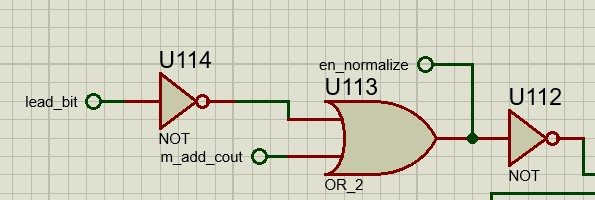 U114
en_normalize
U113
lead_bit
U112
NOT
m_add_cout
NOT
OR_2